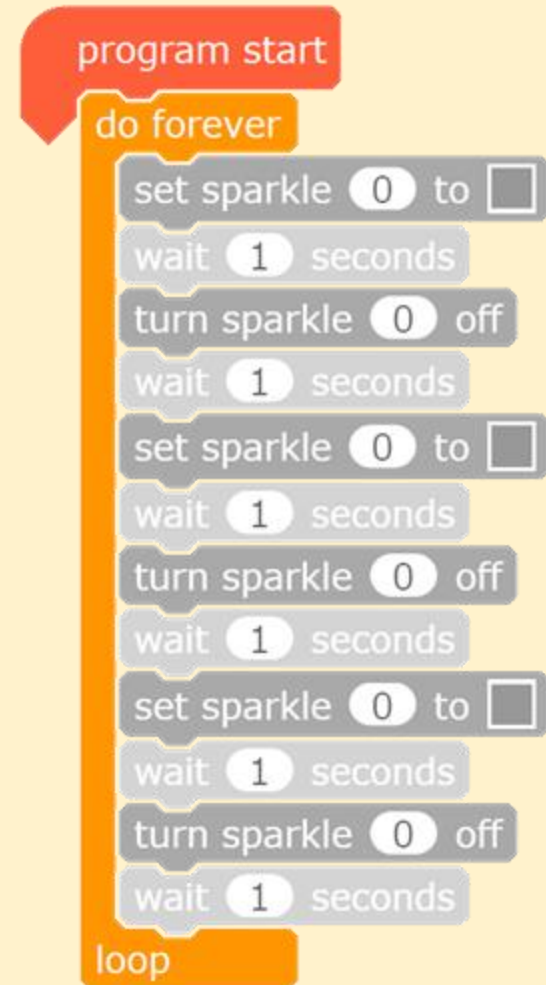 program start
do forever
set sparkle 0 to
wait 1 seconds
turn sparkle 0 off
wait 1 seconds
set sparkle 0 to
wait 1 seconds
turn sparkle 0 off
wait 1 seconds
set sparkle 0 to
wait 1 seconds
turn sparkle 0 off
wait 1 seconds
loop